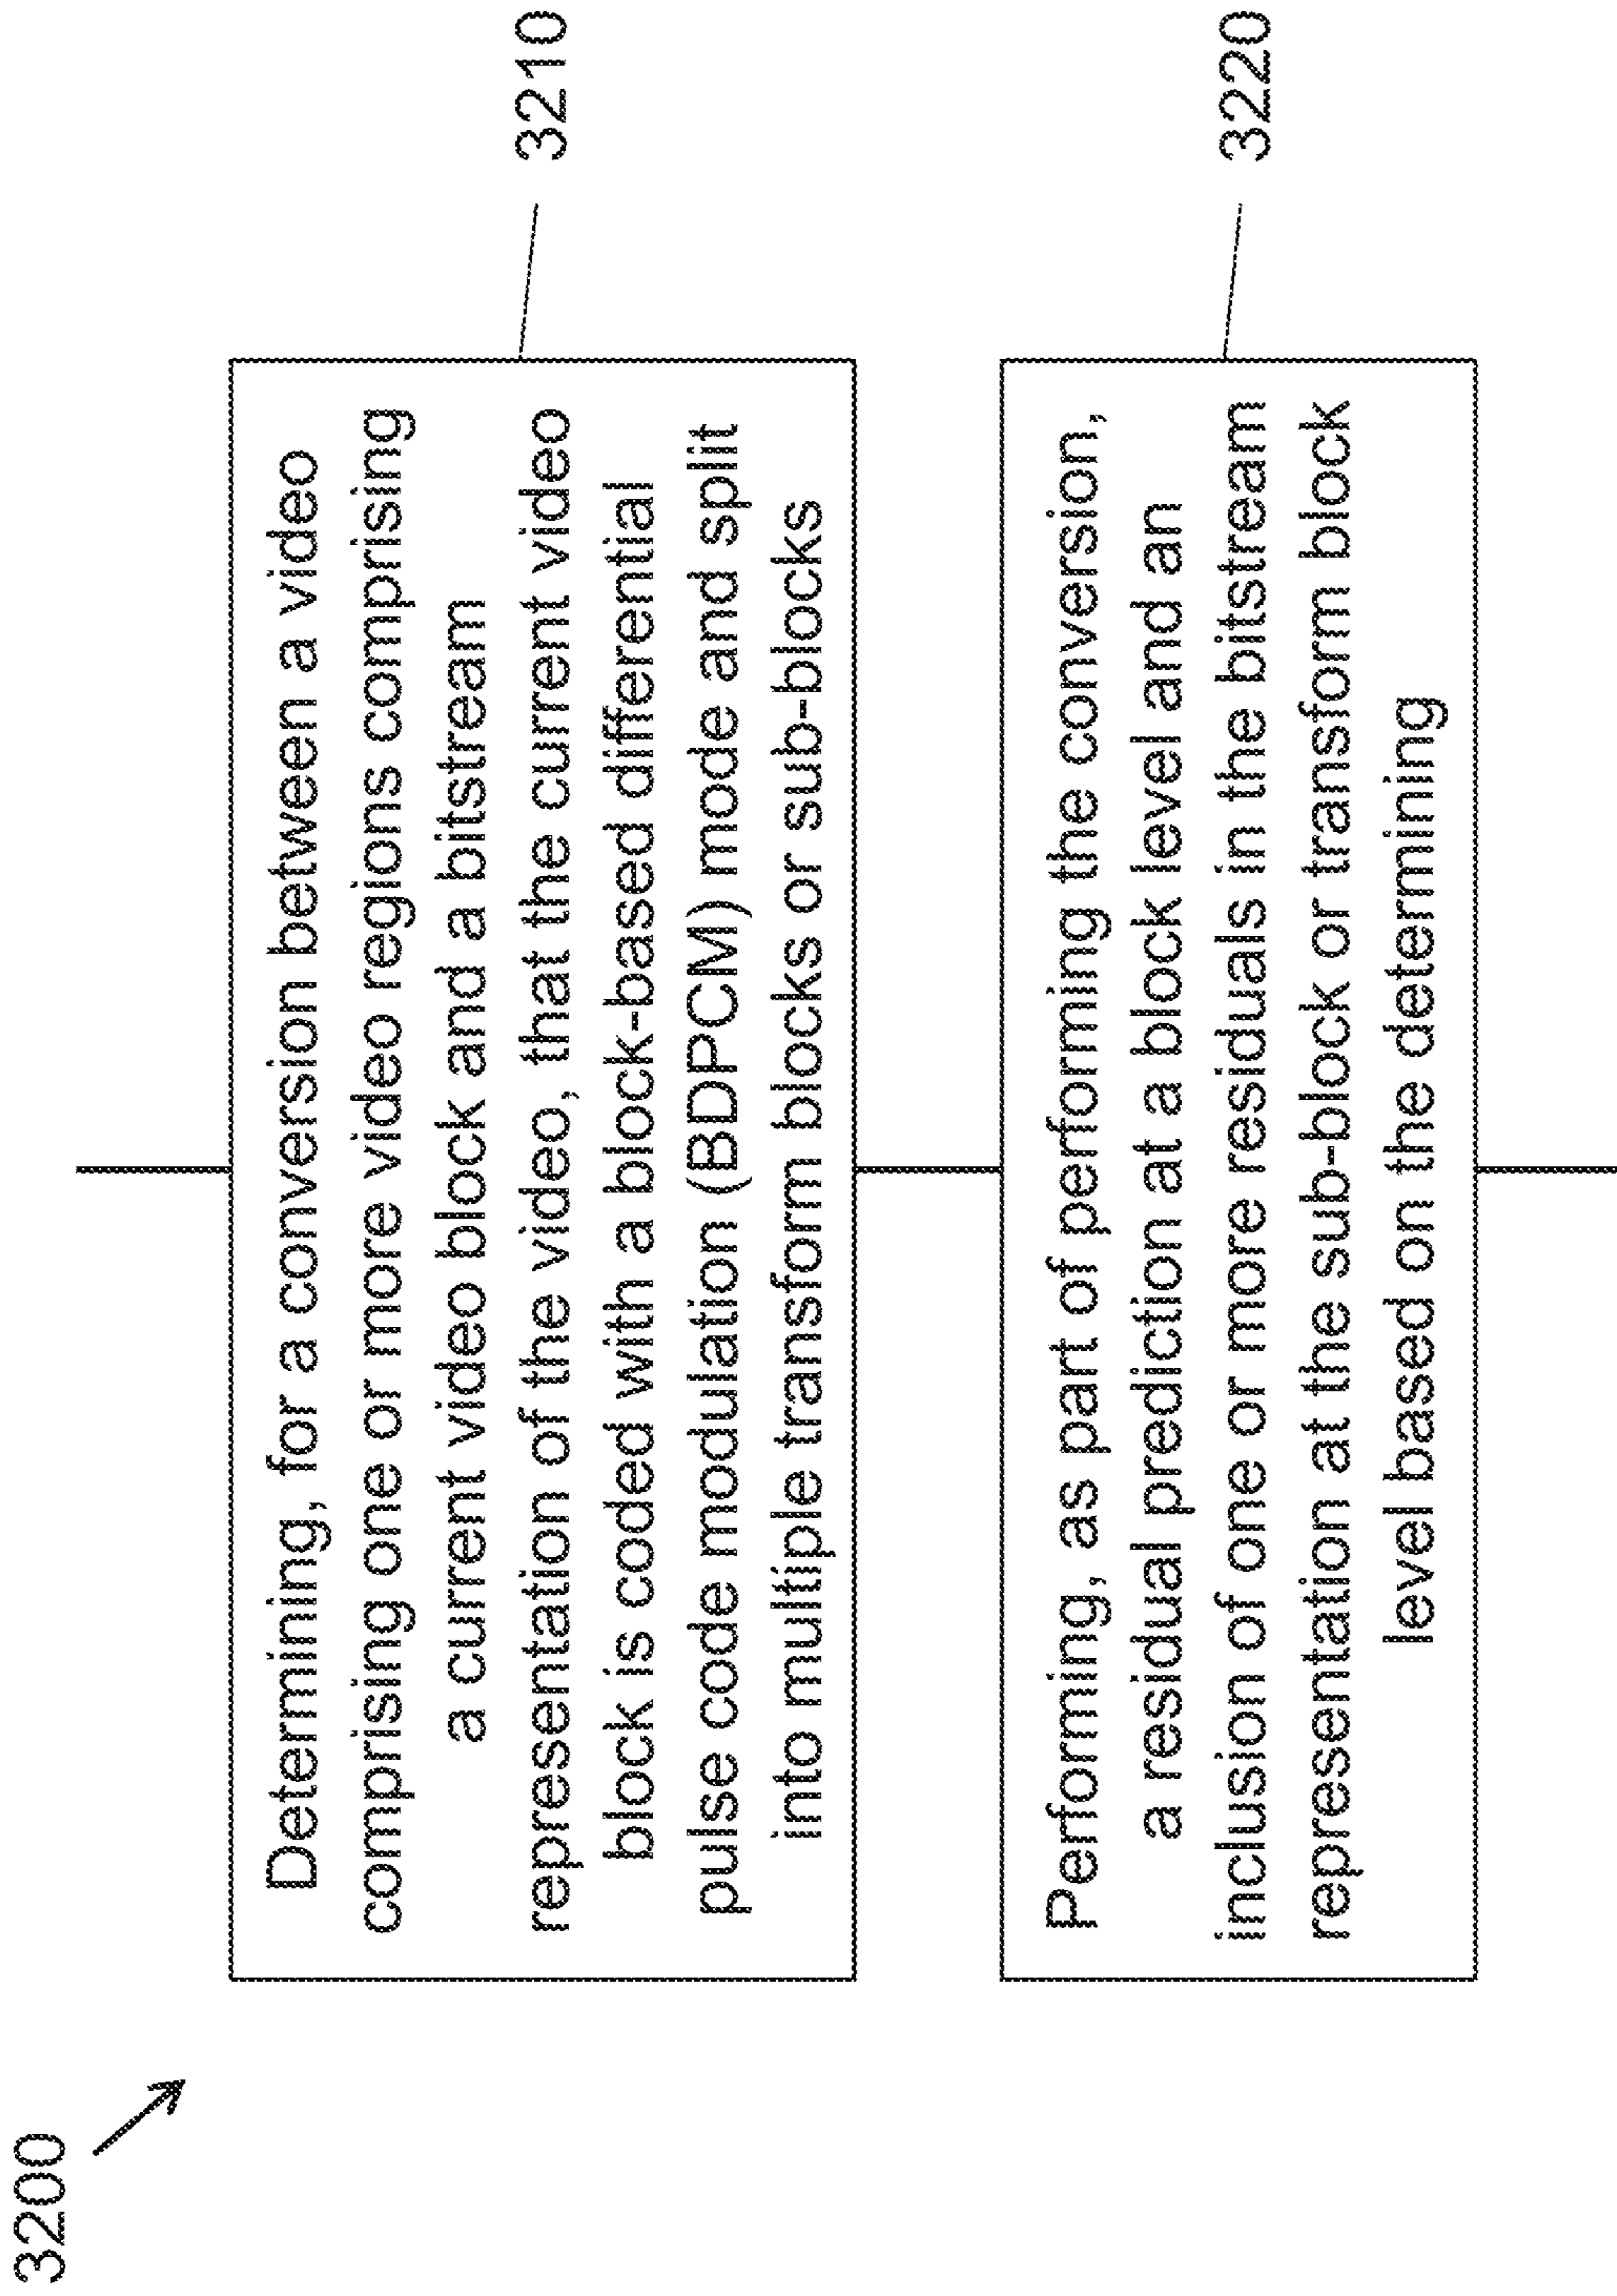 3200
Determining, for a conversion between a video
comprising one or more video regions comprising
a current video block and a bitstream
representation of the video, that the current video
block is coded with a block-based differential
pulse code modulation (BDPCM) mode and split
into multiple transform blocks or sub-blocks
3210
Performing, as part of performing the conversion,
a residual prediction at a block level and an
inclusion of one or more residuals in the bitstream
representation at the sub-block or transform block
level based on the determining
3220